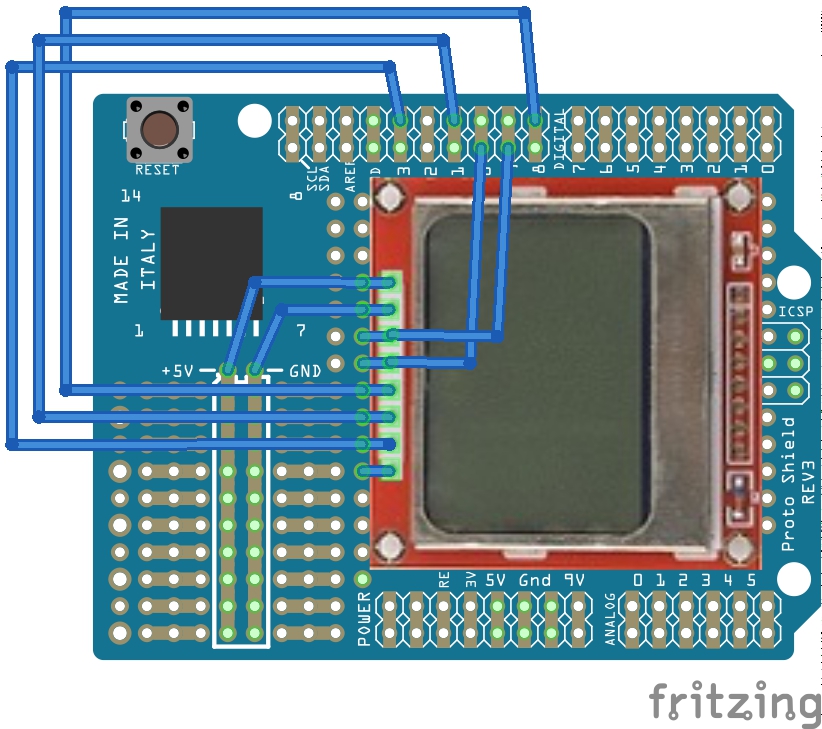 RESET
8
SCL
SDA
AREF
D
3
2
1
8
DIGITAL
7
6
5
4
3
2
1
0
14
MADE IN
ITALY
1
7
+5V
GND
ICSP
Proto Shield
REV3
POWER
RE
3V
5V
Gnd
9V
ANALOG
0
1
2
3
4
5
fritzing